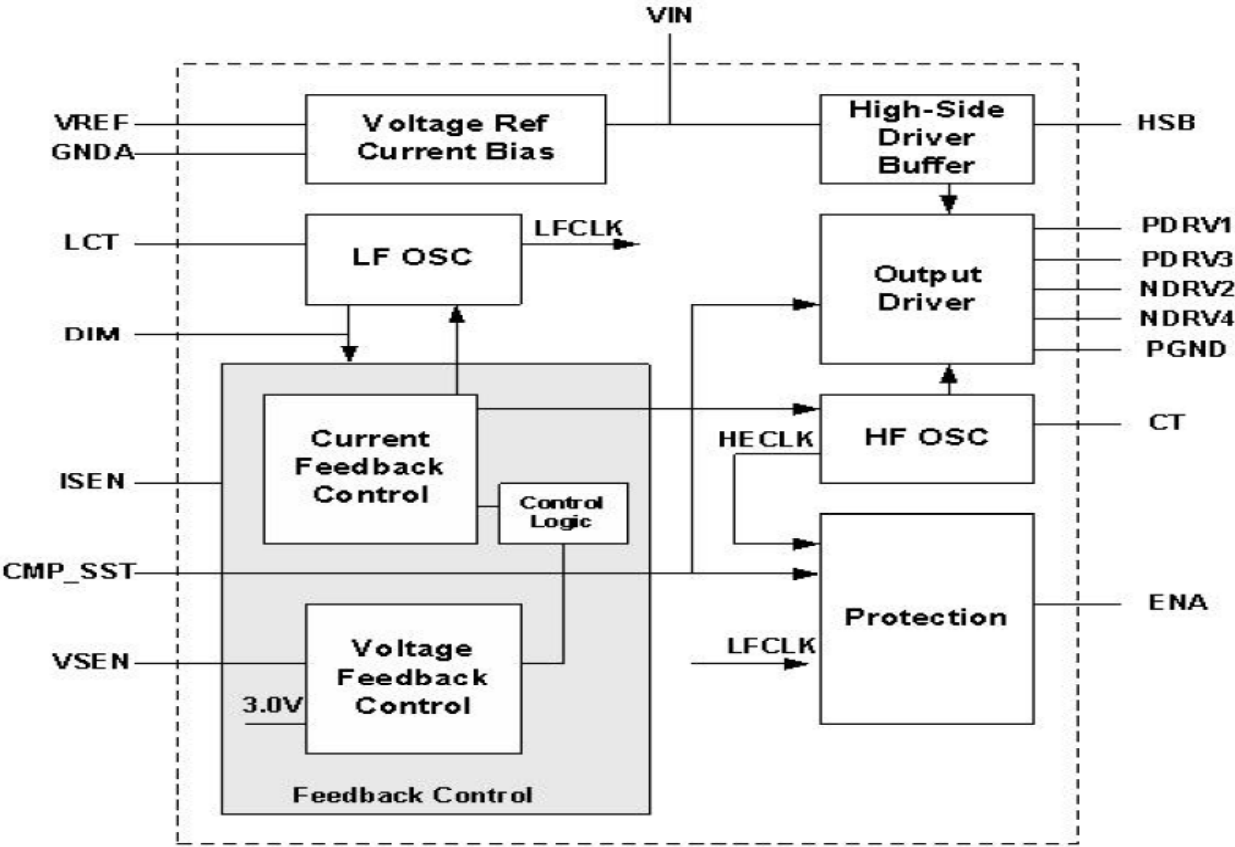 VIN
VREF
GNDA
Voltage Ref
Current Bias
High-Side
Driver
Buffer
HSB
LCT
LF OSC
LFCLK
Output
Driver
PDRV1
PDRV3
NDRV2
NDRV4
PGND
DIM
Current
Feedback
Control
HECLK
HF OSC
CT
ISEN
Control
Logic
CMP_SST
Protection
ENA
VSEN
Voltage
Feedback
Control
3.0V
LFCLK
Feedback Control